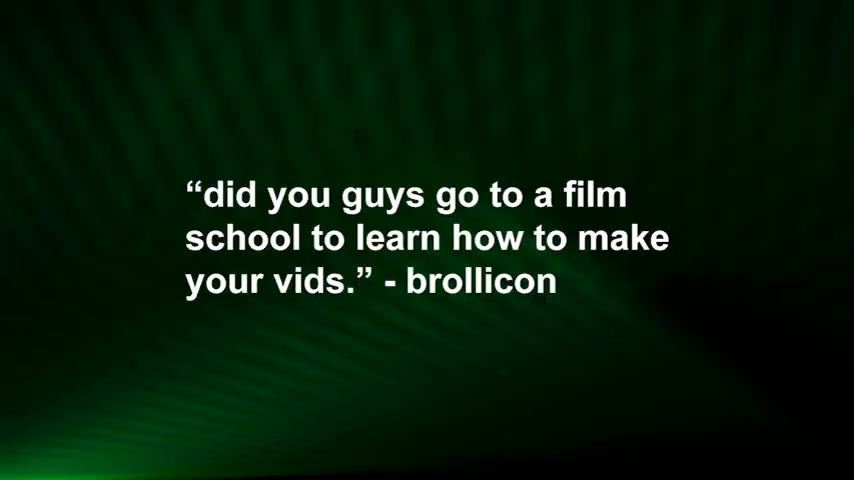 “did you guys go to a film
school to learn how to make
your vids.” - brollicon